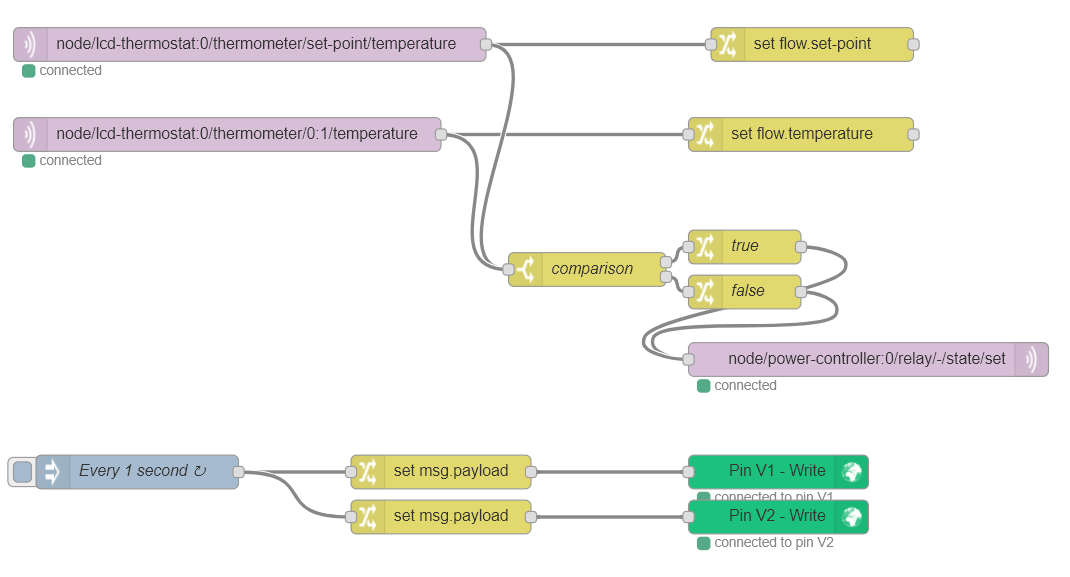 node/lcd-thermostat:0/thermometer/set-point/temperature
set flow.set-point
connected
node/lcd-thermostat:0/thermometer/0:1/temperature
set flow.temperature
connected
true
comparison
false
node/power-controller:0/relay/-/state/set
connected
Every 1 second ↻
set msg.payload
Pin V1 - Write
connected to pin V1
set msg.payload
Pin V2 - Write
connected to pin V2